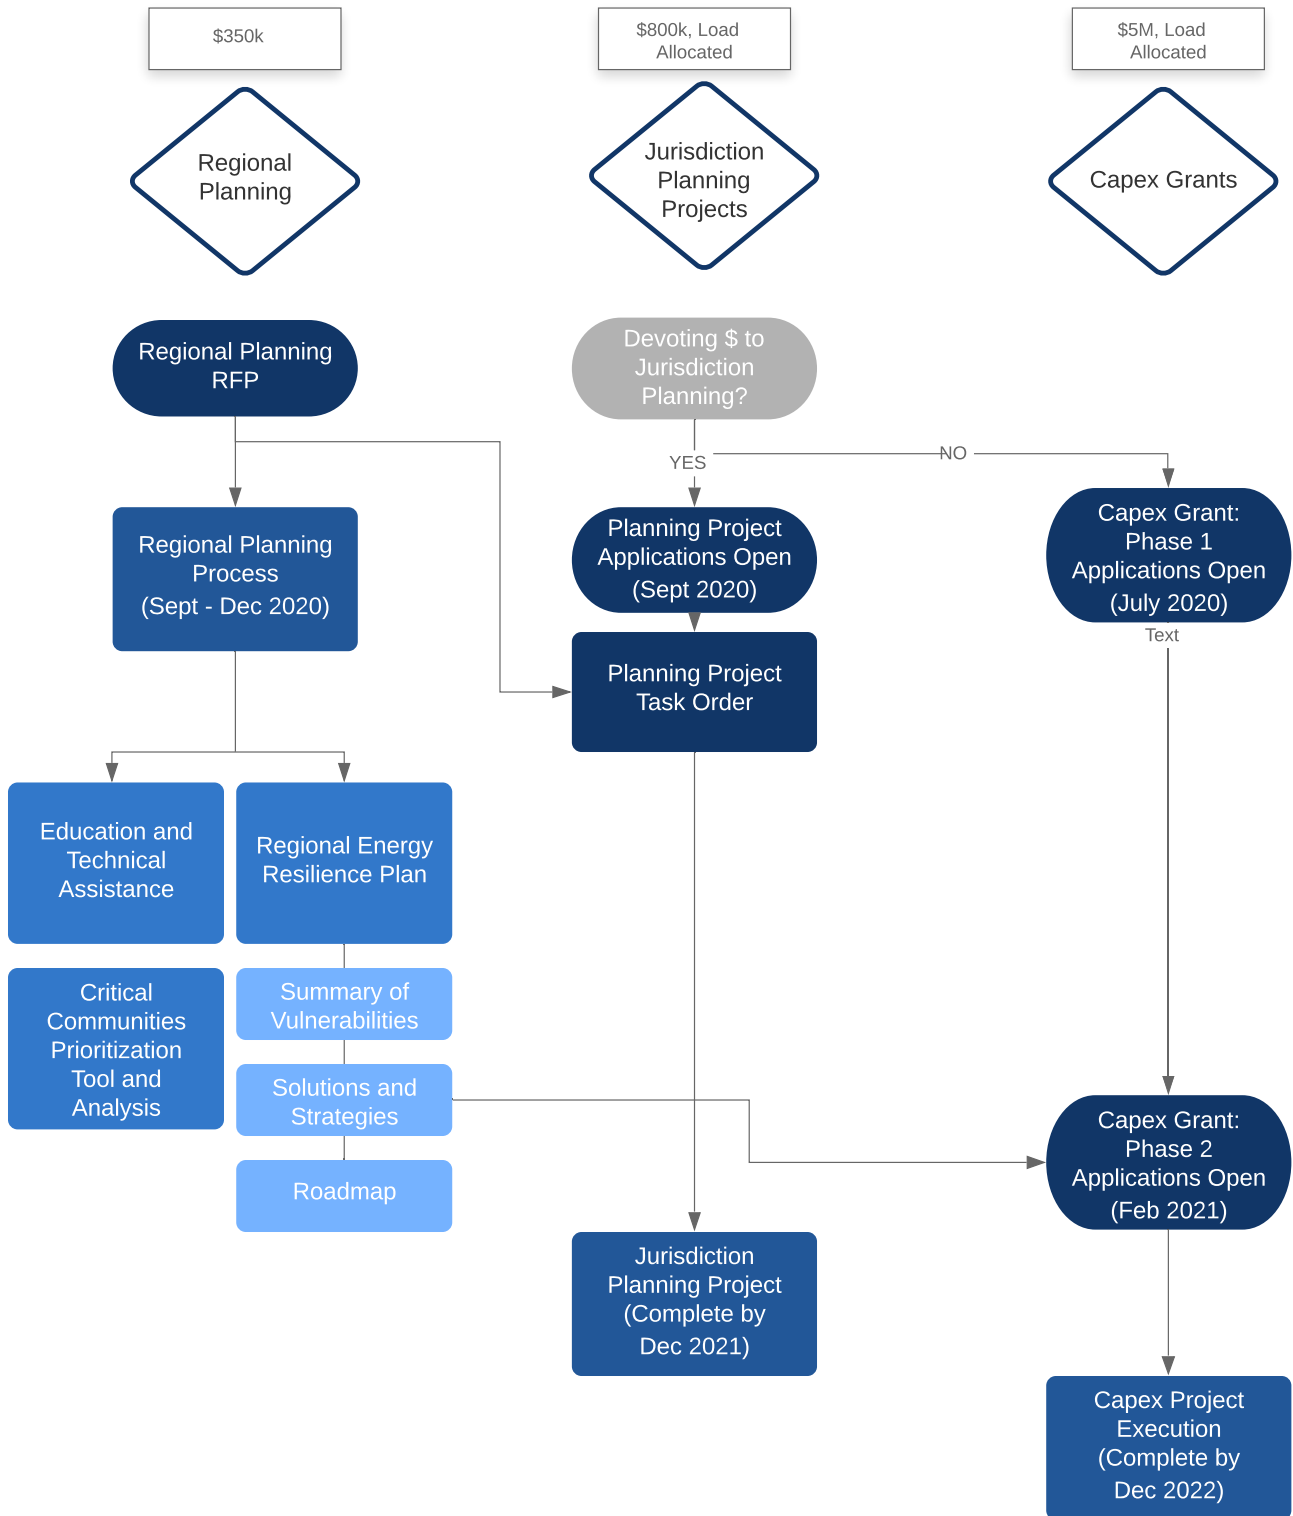 $350k
$800k, Load
Allocated
$5M, Load
Allocated
Regional
Planning
Jurisdiction
Planning
Projects
Capex Grants
Regional Planning
RFP
Devoting $ to
Jurisdiction
Planning?
YES
NO
Regional Planning
Process
(Sept - Dec 2020)
Planning Project
Applications Open
(Sept 2020)
Capex Grant:
Phase 1
Applications Open
(July 2020)
Text
Planning Project
Task Order
Education and
Technical
Assistance
Regional Energy
Resilience Plan
Critical
Communities
Prioritization
Tool and
Analysis
Summary of
Vulnerabilities
Solutions and
Strategies
Roadmap
Capex Grant:
Phase 2
Applications Open
(Feb 2021)
Jurisdiction
Planning Project
(Complete by
Dec 2021)
Capex Project
Execution
(Complete by
Dec 2022)